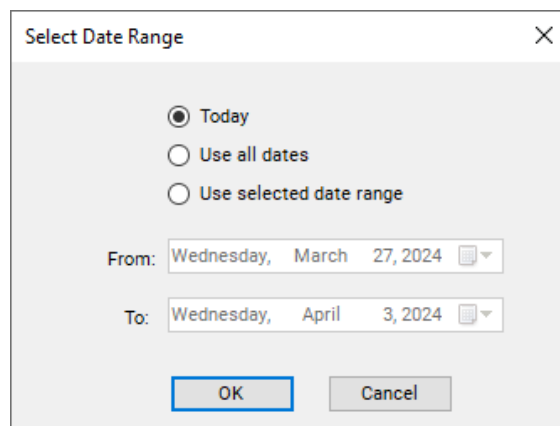 Select Date Range
Today
Use all dates
Use selected date range
From: Wednesday, March 27, 2024
To: Wednesday, April 3, 2024
OK Cancel